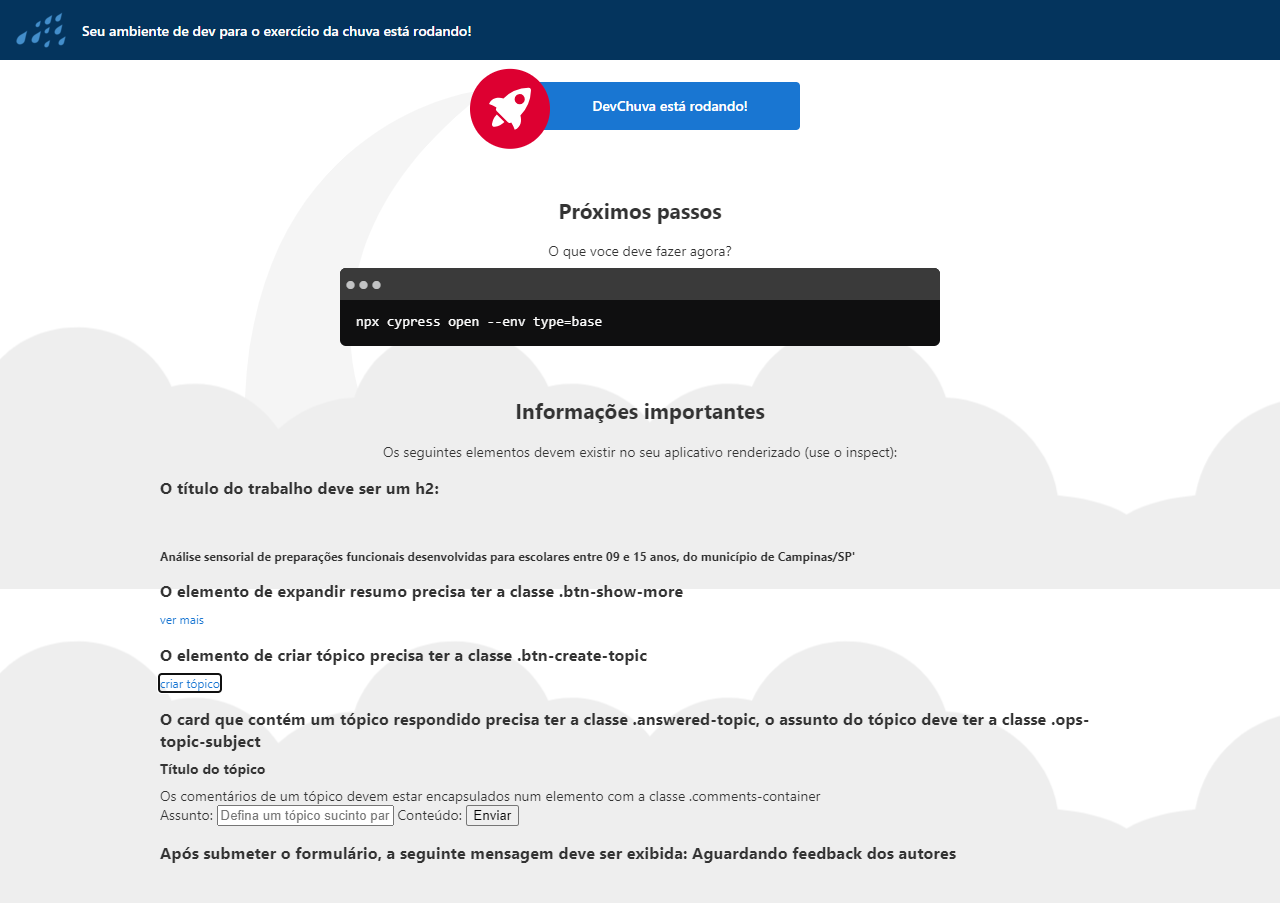 Seu ambiente de dev para o exercício da chuva está rodando!
DevChuva está rodando!
Próximos passos
O que voce deve fazer agora?
npx cypress open --env type=base
Informações importantes
Os seguintes elementos devem existir no seu aplicativo renderizado (use o inspect):
O título do trabalho deve ser um h2:
Análise sensorial de preparações funcionais desenvolvidas para escolares entre 09 e 15 anos, do município de Campinas/SP'
O elemento de expandir resumo precisa ter a classe .btn-show-more
ver mais
O elemento de criar tópico precisa ter a classe .btn-create-topic
criar tópico
O card que contém um tópico respondido precisa ter a classe .answered-topic, o assunto do tópico deve ter a classe .ops-
topic-subject
Título do tópico
Os comentários de um tópico devem estar encapsulados num elemento com a classe .comments-container
Assunto: Defina um tópico sucinto par Conteúdo: Enviar
Após submeter o formulário, a seguinte mensagem deve ser exibida: Aguardando feedback dos autores